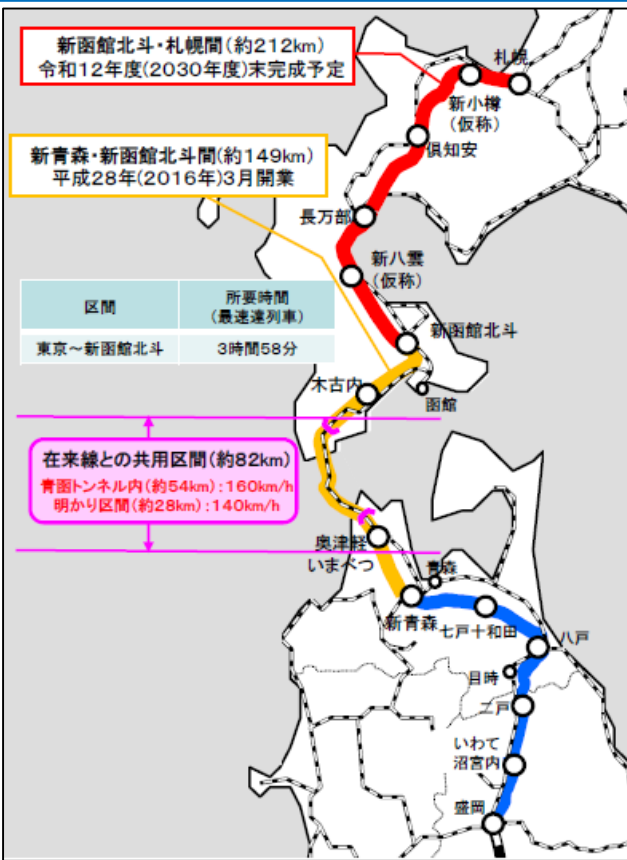 新函館北斗・札幌間(約212km)
令和12年度(2030年度)末完成予定
札幌
新小樽
(仮称)
倶知安
新青森・新函館北斗間(約149km)
平成28年(2016年)3月開業
長万部
新八雲
(仮称)
区間
所要時間
(最速達列車)
東京～新函館北斗
3時間58分
新函館北斗
木古内
函館
在来線との共用区間(約82km)
青函トンネル内(約54km):160km/h
明かり区間(約28km):140km/h
奥津軽
いまべつ
青森
新青森
七戸十和田
八戸
目時
二戸
いわて
沼宮内
盛岡